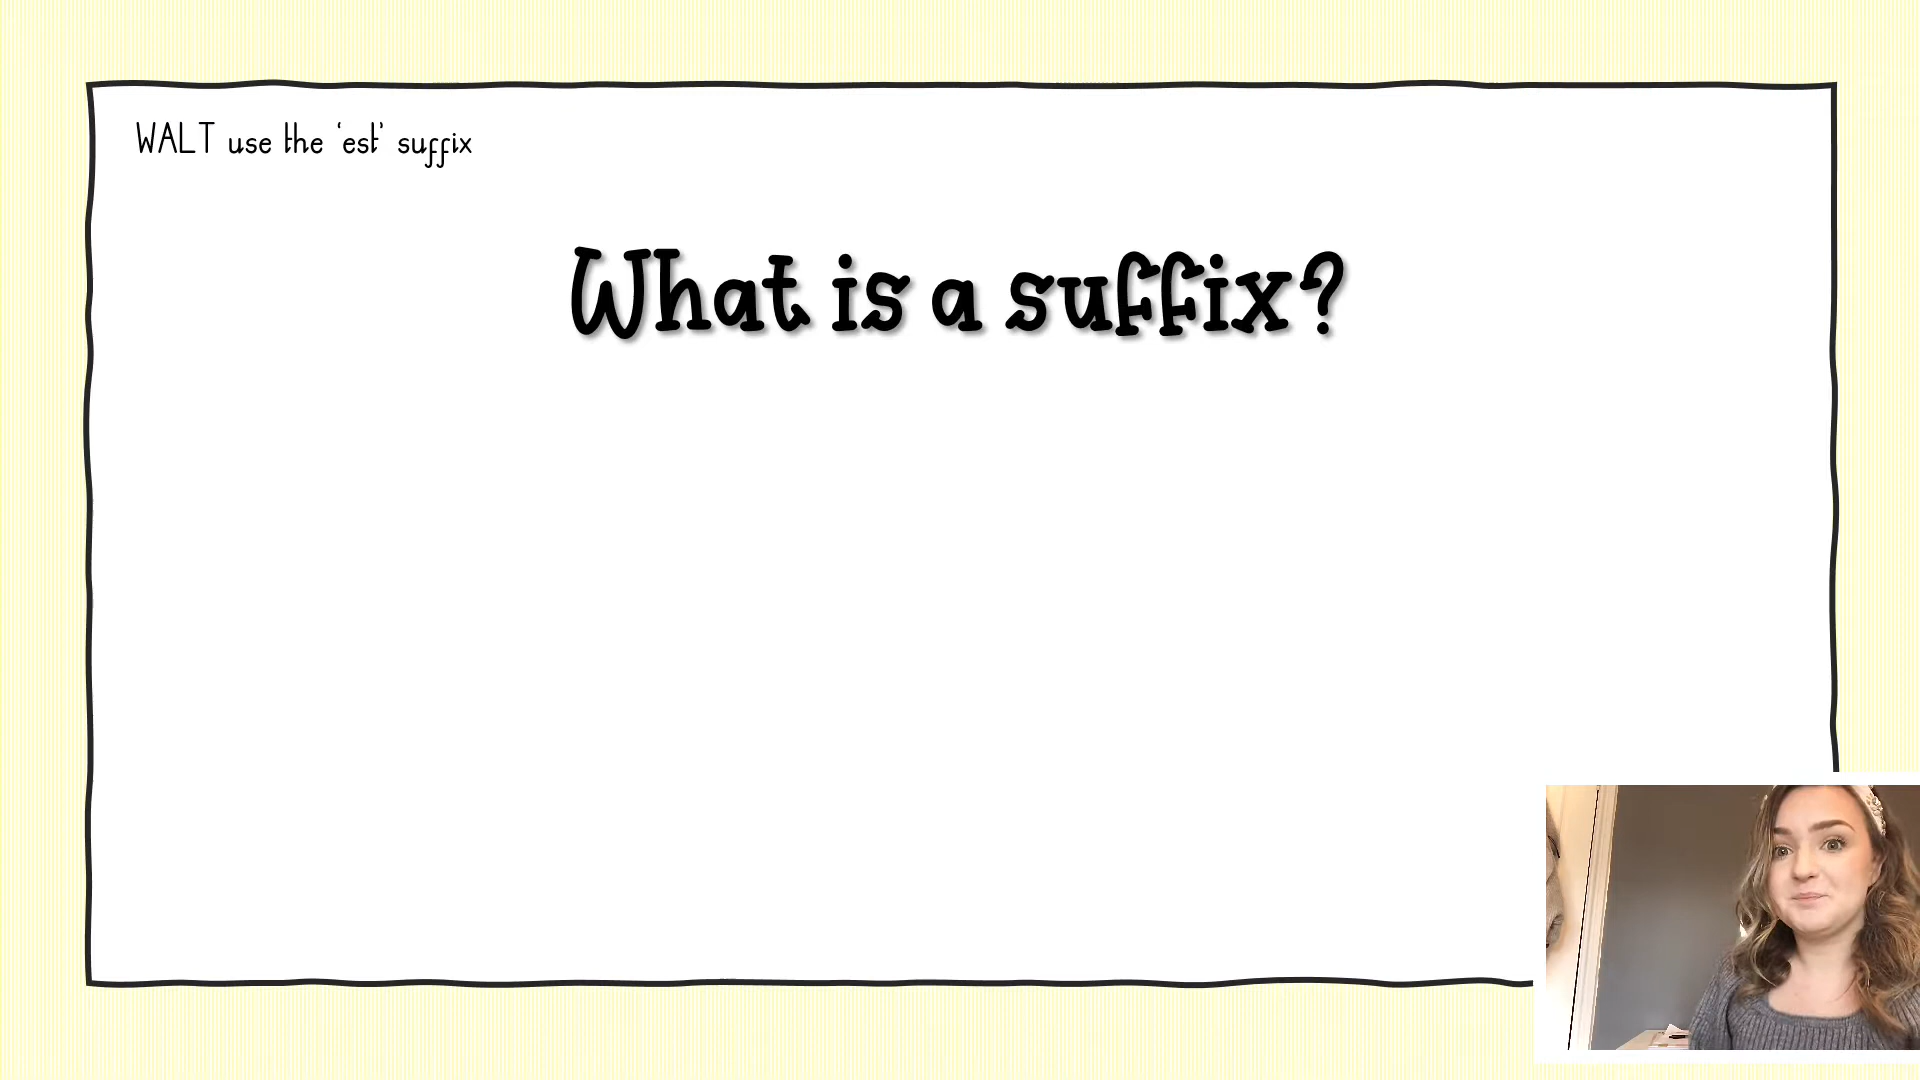 WALT use the ‘est’ suffix
What is a suffix?